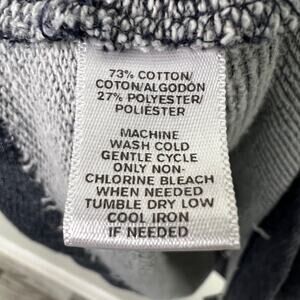 73% COTTON/
COTON/ALGODÓN
27% POLYESTER/
POLIÉSTER
MACHINE
WASH COLD
GENTLE CYCLE
ONLY NON-
CHLORINE BLEACH
WHEN NEEDED
TUMBLE DRY LOW
COOL IRON
IF NEEDED